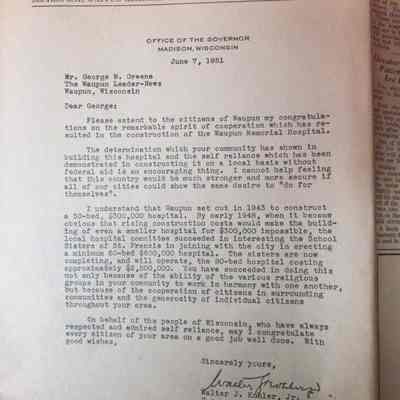 OFFICE OF THE GOVERNOR
MADISON, WISCONSIN
June 7, 1951
Mr. George N. Greene
The Waupun Leader-News
Waupun, Wisconsin
Dear George:
Please extend to the citizens of Waupun my congratula-
tions on the remarkable spirit of cooperation which has re-
sulted in the construction of the Waupun Memorial Hospital.
The determination which your community has shown in
building this hospital and the self reliance which has been
demonstrated in constructing it on a local basis without
federal aid is an encouraging thing. I cannot help feeling
that this country would be much stronger and more secure if
all of our cities could show the same desire to "do for
themselves".
I understand that Waupun set out in 1943 to construct
a 50-bed, $300,000 hospital. By early 1948, when it became
obvious that rising construction costs would make the build-
ing of even a smaller hospital for $300,000 impossible, the
local hospital committee succeeded in interesting the School
Sisters of St. Francis in joining with the city in erecting
a minimum 50-bed $600,000 hospital. The sisters are now
completing, and will operate, the 80-bed hospital costing
approximately $2,500,000. You have succeeded in doing this
not only because of the ability of the various religious
groups in your community to work in harmony with one another,
but because of the cooperation of citizens in surrounding
communities and the generosity of individual citizens
throughout your area.
On behalf of the people of Wisconsin, who have always
respected and admired self reliance, may I congratulate
every citizen of your area on a good job well done. With
good wishes,
Sincerely yours,
Walter J. Kohler, Jr.